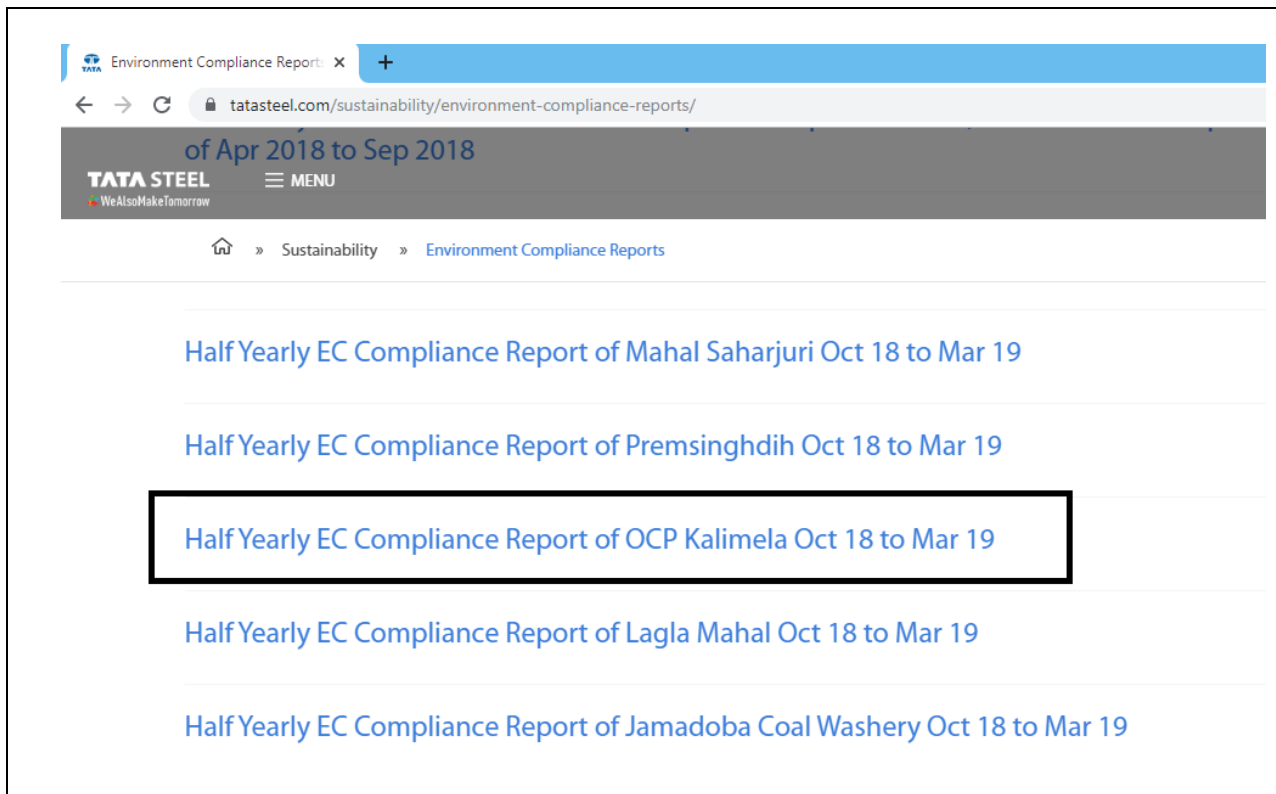 TATA
Environment Compliance Report
tatasteel.com/sustainability/environment-compliance-reports/
of Apr 2018 to Sep 2018
TATA STEEL
MENU
WeAlsoMakeTomorrow
» Sustainability » Environment Compliance Reports
Half Yearly EC Compliance Report of Mahal Saharjuri Oct 18 to Mar 19
Half Yearly EC Compliance Report of Premsinghdih Oct 18 to Mar 19
Half Yearly EC Compliance Report of OCP Kalimela Oct 18 to Mar 19
Half Yearly EC Compliance Report of Lagla Mahal Oct 18 to Mar 19
Half Yearly EC Compliance Report of Jamadoba Coal Washery Oct 18 to Mar 19